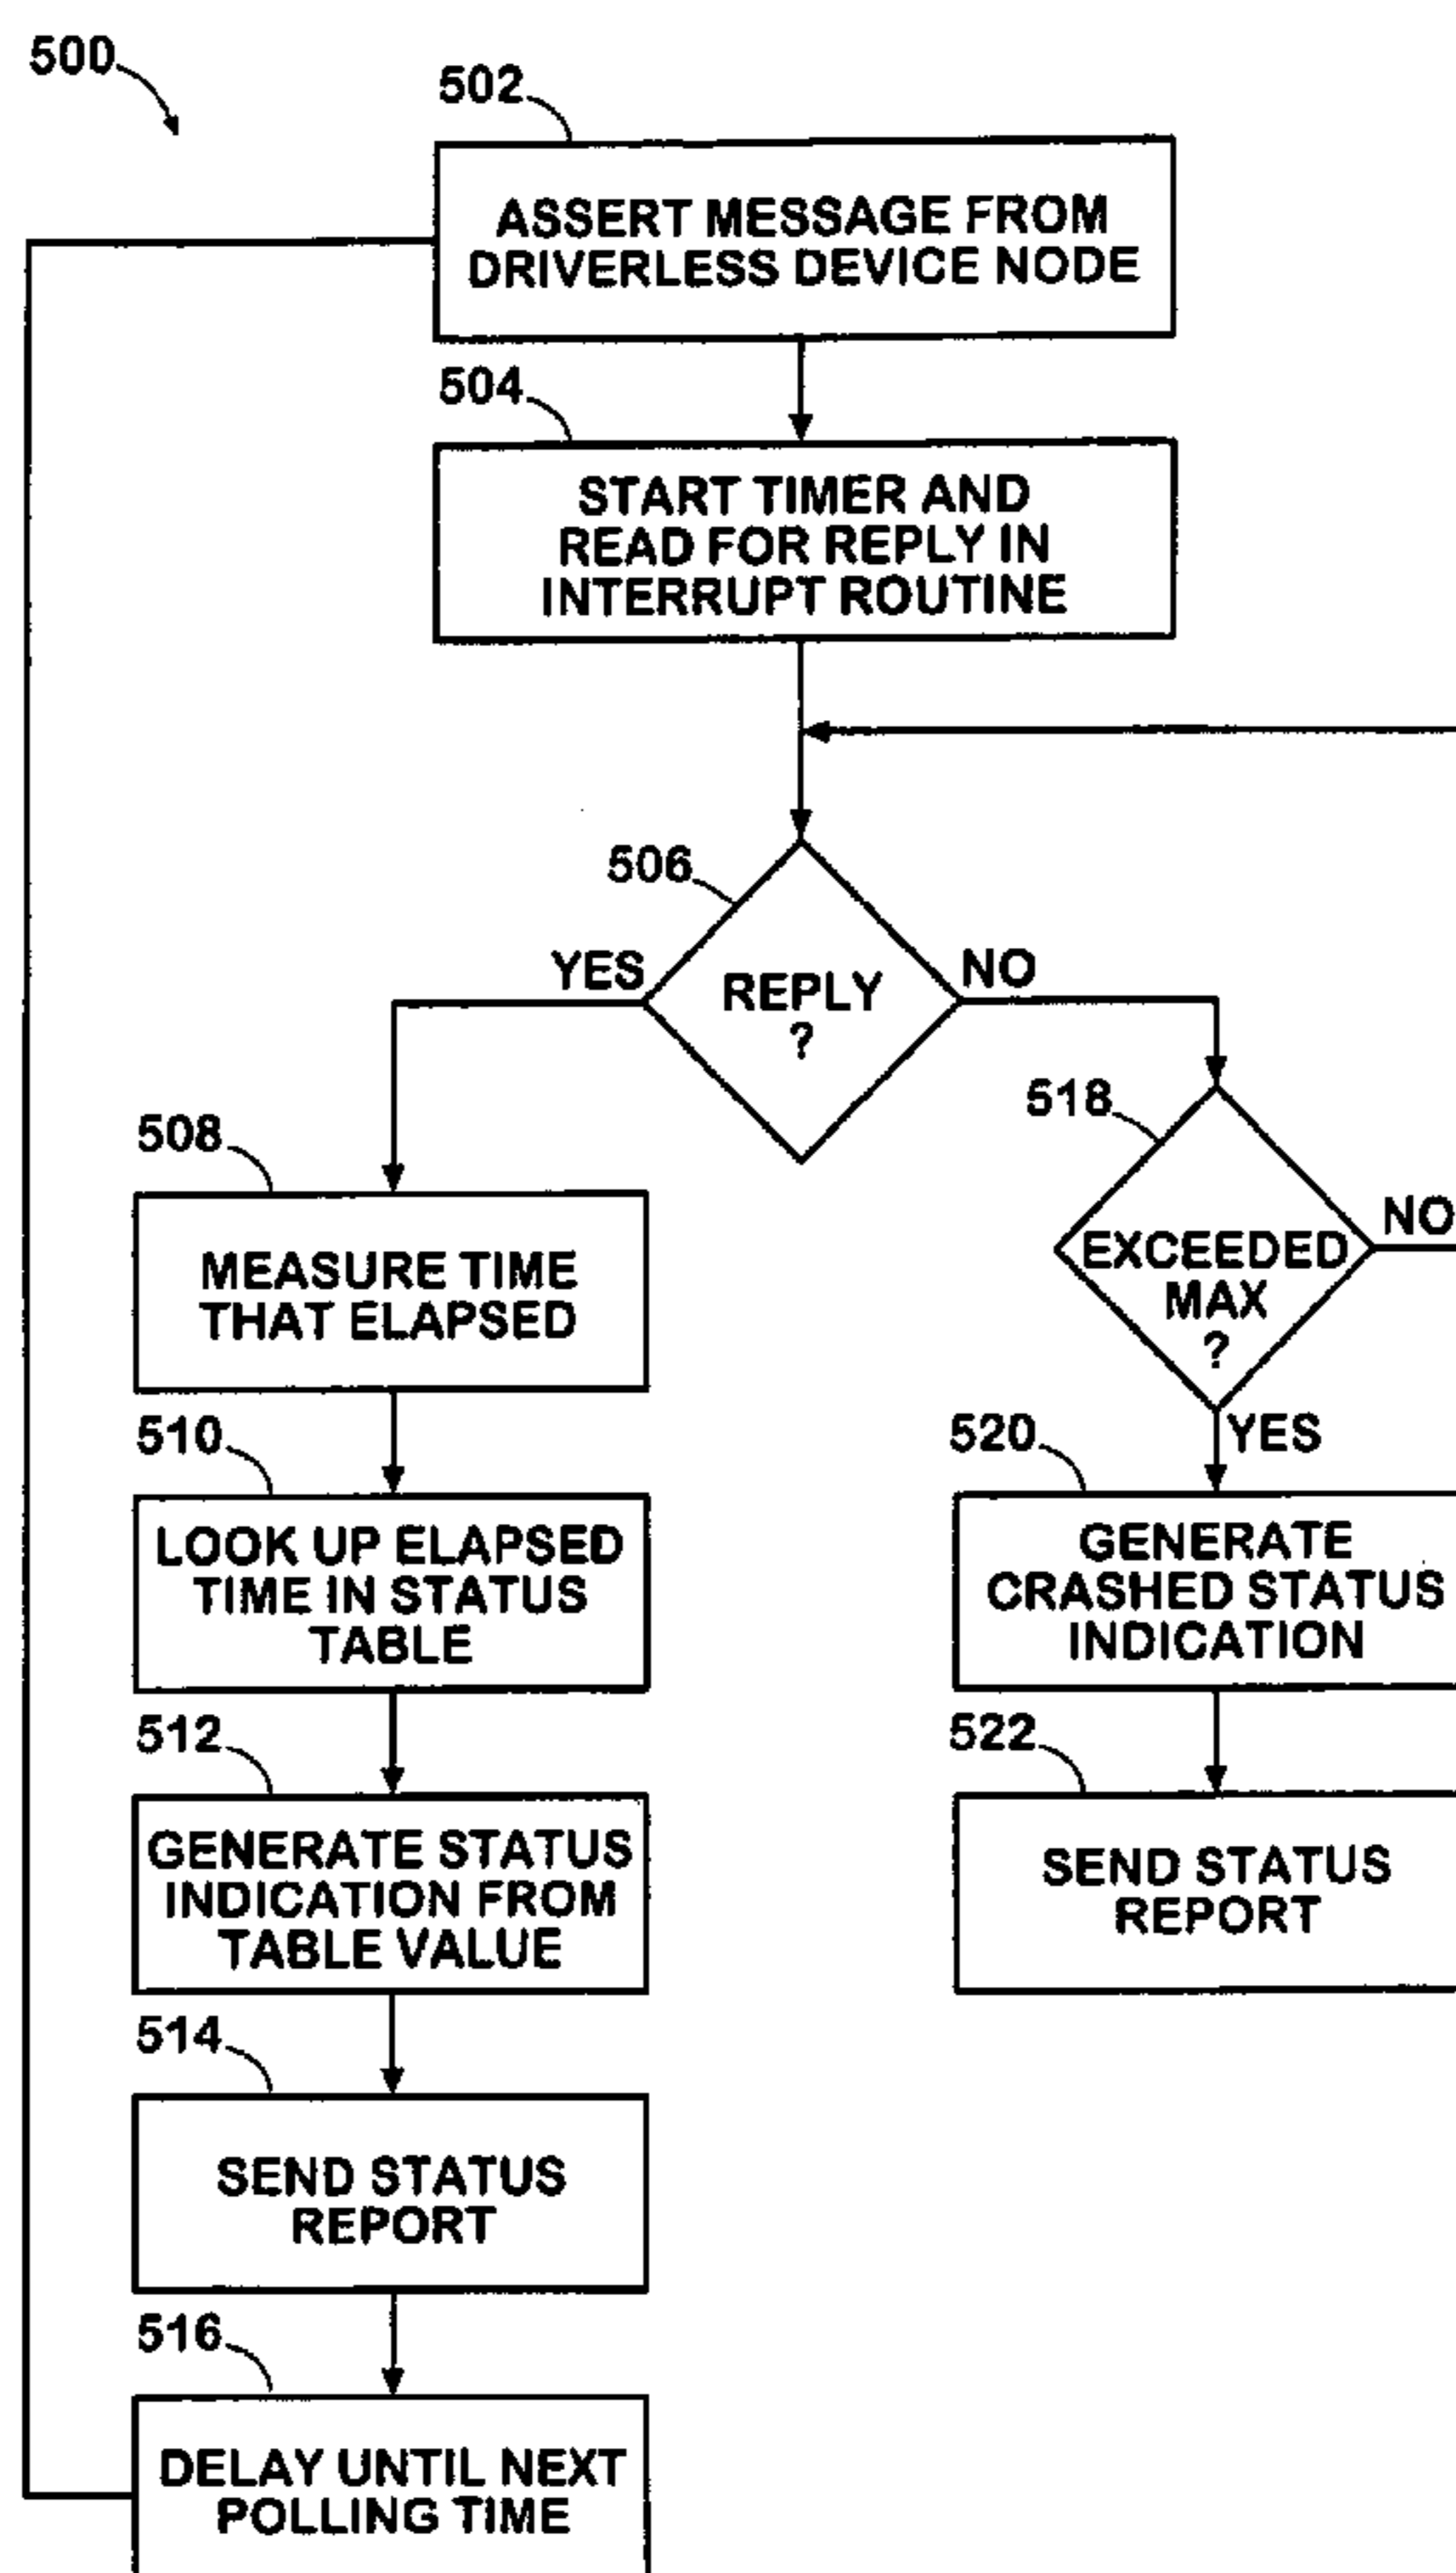 500
502
ASSERT MESSAGE FROM
DRIVERLESS DEVICE NODE
504
START TIMER AND
READ FOR REPLY IN
INTERRUPT ROUTINE
506
YES
REPLY
?
NO
518
EXCEEDED
MAX
?
NO
YES
508
MEASURE TIME
THAT ELAPSED
510
LOOK UP ELAPSED
TIME IN STATUS
TABLE
520
GENERATE
CRASHED STATUS
INDICATION
512
GENERATE STATUS
INDICATION FROM
TABLE VALUE
522
SEND STATUS
REPORT
514
SEND STATUS
REPORT
516
DELAY UNTIL NEXT
POLLING TIME